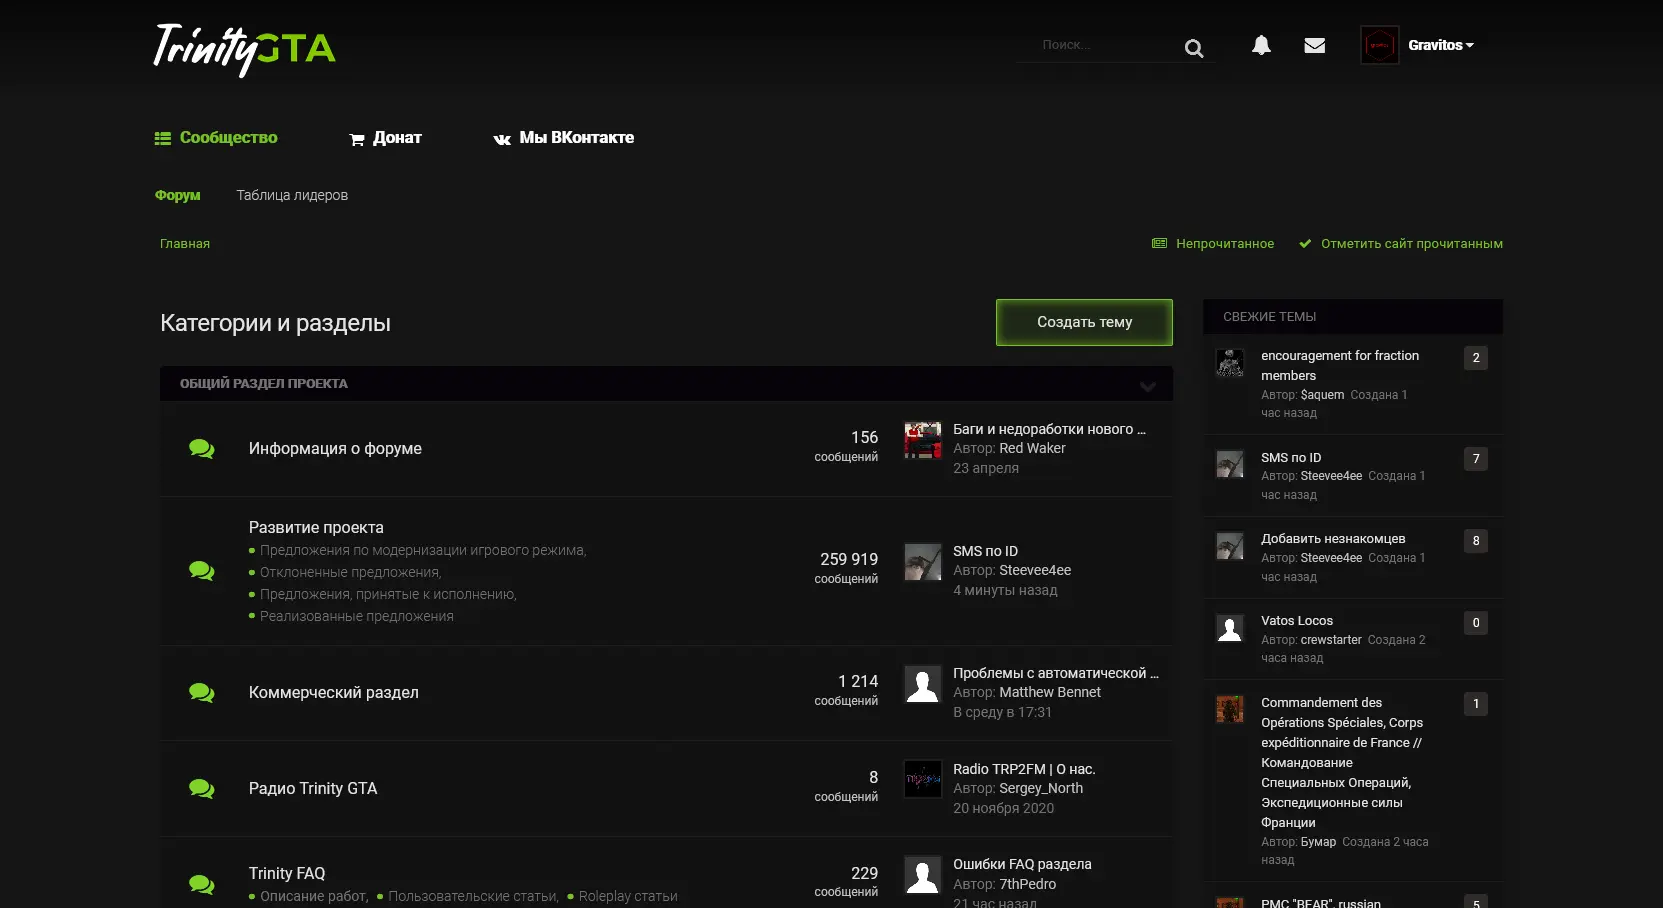 TrinityGTA
Поиск...
Gravitos
Сообщество
Донат
Мы ВКонтакте
Форум
Таблица лидеров
Главная
Непрочитанное
Отметить сайт прочитанным
Категории и разделы
Создать тему
ОБЩИЙ РАЗДЕЛ ПРОЕКТА
Информация о форуме
156
сообщений
Баги и недоработки нового ...
Автор: Red Waker
23 апреля
Развитие проекта
Предложения по модернизации игрового режима,
Отклоненные предложения,
Предложения, принятые к исполнению,
Реализованные предложения
259 919
сообщений
SMS по ID
Автор: Steevee4ee
4 минуты назад
Коммерческий раздел
1 214
сообщений
Проблемы с автоматической ...
Автор: Matthew Bennet
В среду в 17:31
Радио Trinity GTA
8
сообщений
Radio TRP2FM | О нас.
Автор: Sergey_North
20 ноября 2020
Trinity FAQ
Описание работ, Пользовательские статьи, Roleplay статьи
229
сообщений
Ошибки FAQ раздела
Автор: 7thPedro
21 час назад
СВЕЖИЕ ТЕМЫ
encouragement for fraction
members
Автор: $aquem Создана 1
час назад
2
SMS по ID
Автор: Steevee4ee Создана 1
час назад
7
Добавить незнакомцев
Автор: Steevee4ee Создана 1
час назад
8
Vatos Locos
Автор: crewstarter Создана 2
часа назад
0
Commandement des
Opérations Spéciales, Corps
expéditionnaire de France //
Командование
Специальных Операций,
Экспедиционные силы
Франции
Автор: Бумар Создана 2 часа
назад
1
PMC "BEAR", russian
5